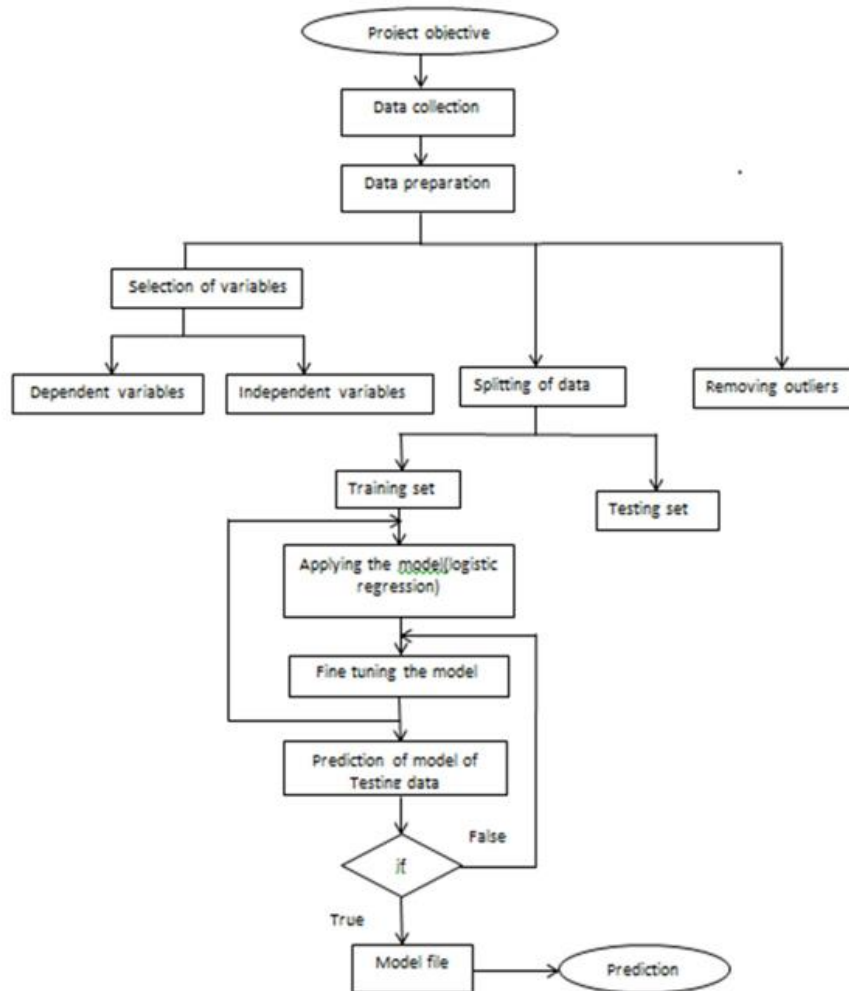 Project objective
Data collection
Data preparation
Selection of variables
Dependent variables
Independent variables
Splitting of data
Removing outliers
Training set
Testing set
Applying the model(logistic
regression)
Fine tuning the model
Prediction of model of
Testing data
False
if
True
Model file
Prediction